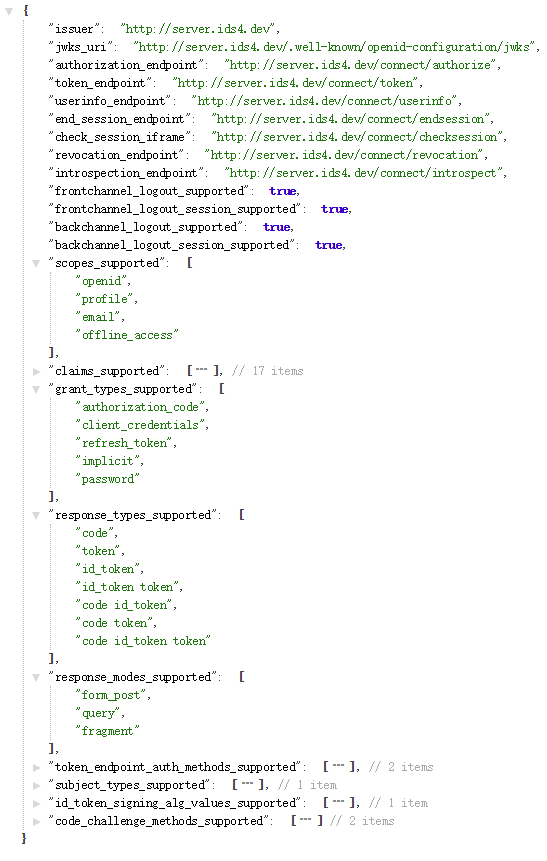 {
"issuer": "http://server.ids4.dev",
"jwks_uri": "http://server.ids4.dev/.well-known/openid-configuration/jwks",
"authorization_endpoint": "http://server.ids4.dev/connect/authorize",
"token_endpoint": "http://server.ids4.dev/connect/token",
"userinfo_endpoint": "http://server.ids4.dev/connect/userinfo",
"end_session_endpoint": "http://server.ids4.dev/connect/endsession",
"check_session_iframe": "http://server.ids4.dev/connect/checksession",
"revocation_endpoint": "http://server.ids4.dev/connect/revocation",
"introspection_endpoint": "http://server.ids4.dev/connect/introspect",
"frontchannel_logout_supported": true,
"frontchannel_logout_session_supported": true,
"backchannel_logout_supported": true,
"backchannel_logout_session_supported": true,
"scopes_supported": [
"openid",
"profile",
"email",
"offline_access"
],
"claims_supported": [···], // 17 items
"grant_types_supported": [
"authorization_code",
"client_credentials",
"refresh_token",
"implicit",
"password"
],
"response_types_supported": [
"code",
"token",
"id_token",
"id_token token",
"code id_token",
"code token",
"code id_token token"
],
"response_modes_supported": [
"form_post",
"query",
"fragment"
],
"token_endpoint_auth_methods_supported": [···], // 2 items
"subject_types_supported": [···], // 1 item
"id_token_signing_alg_values_supported": [···], // 1 item
"code_challenge_methods_supported": [···] // 2 items
}